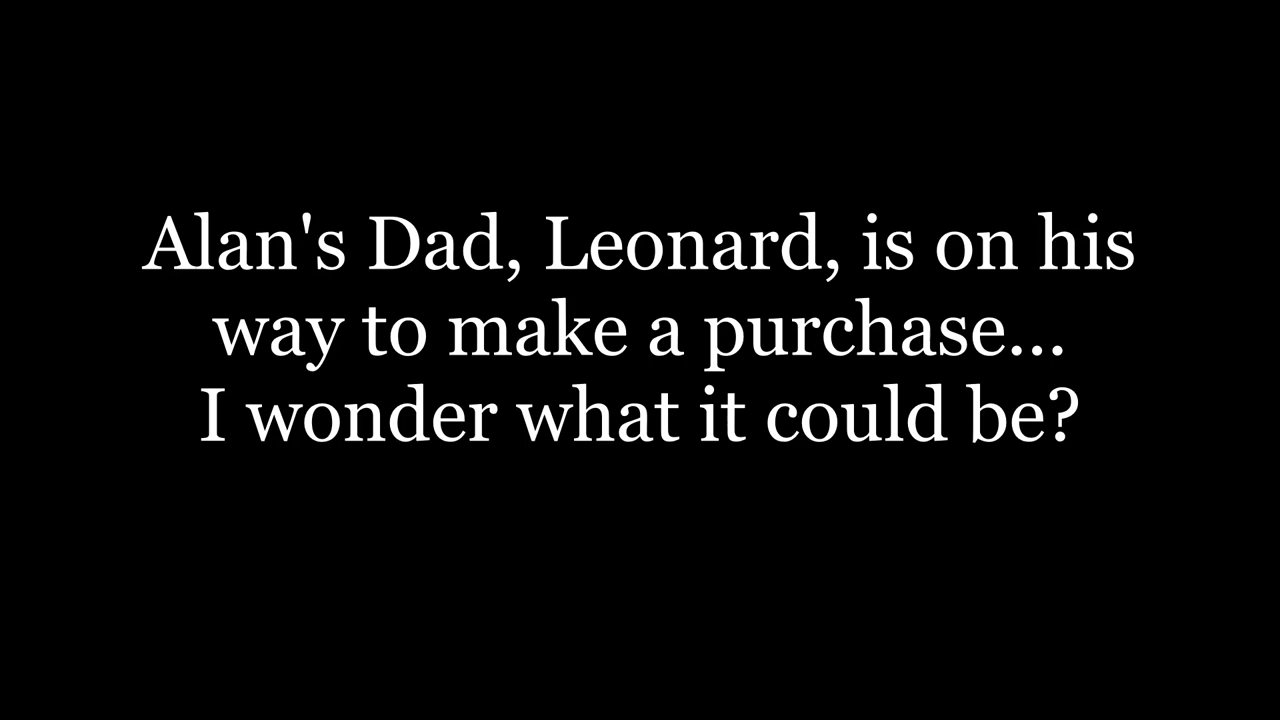 Alan's Dad, Leonard, is on his
way to make a purchase...
I wonder what it could be?